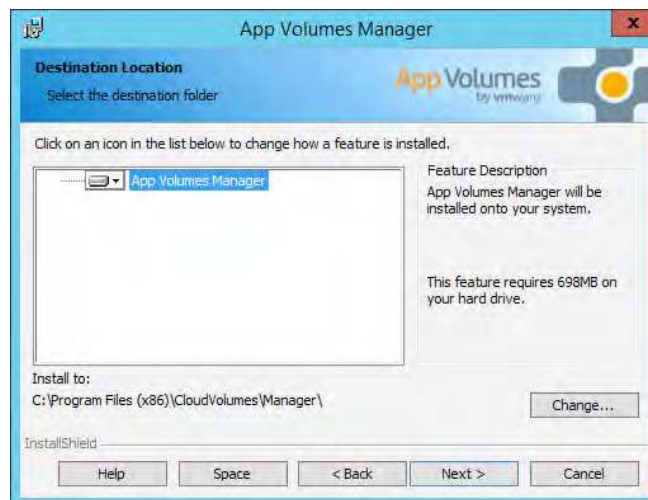 App Volumes Manager
x
Destination Location
Select the destination folder
App Volumes
by vmware
Click on an icon in the list below to change how a feature is installed.
App Volumes Manager
Feature Description
App Volumes Manager will be
installed onto your system.
This feature requires 698MB on
your hard drive.
Install to:
C:\Program Files (x86)\CloudVolumes\Manager\
Change...
InstallShield
Help
Space
< Back
Next >
Cancel